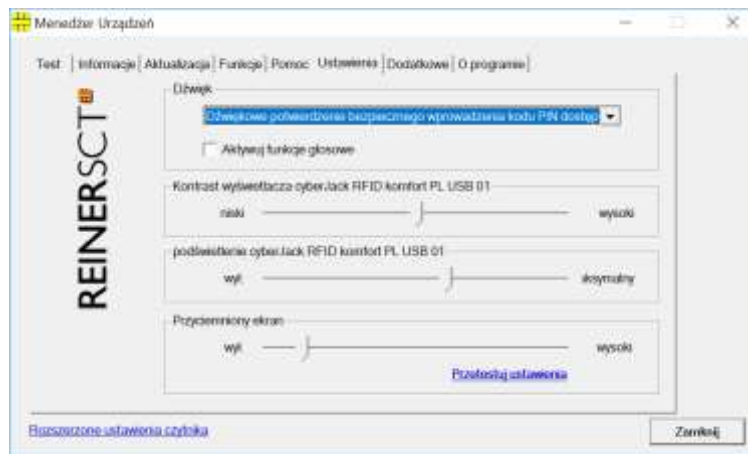 Menedżer Urządzeń
Test Informacje Aktualizacja Funkcje Pomoc Ustawienia Dodatkowe O programie
REINERSCT
Dźwięk
Dźwiękowe potwierdzenie bezpiecznego wprowadzenia kodu PIN dostęp
Aktywuj funkcje głosowe
Kontrast wyświetlacza cyberJack RFID komfort PL USB 01
niski wysoki
podświetlenie cyberJack RFID komfort PL USB 01
wył aksymalny
Przyciemniony ekran
wył wysoki
Przetestuj ustawienia
Rozszerzone ustawienia czytnika
Zamknij